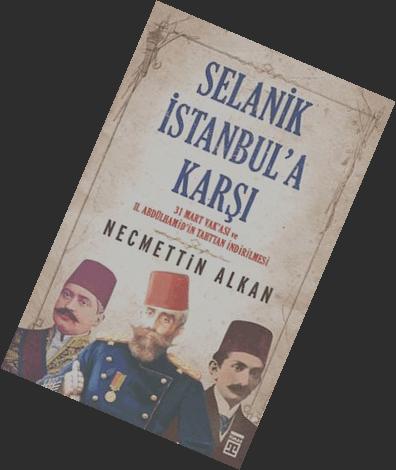 SELANİK
İSTANBUL'A
KARŞI
31 MART VAK'ASI ve
II. ABDÜLHAMİD'İN TAHTTAN İNDİRİLMESİ
NECMETTİN ALKAN